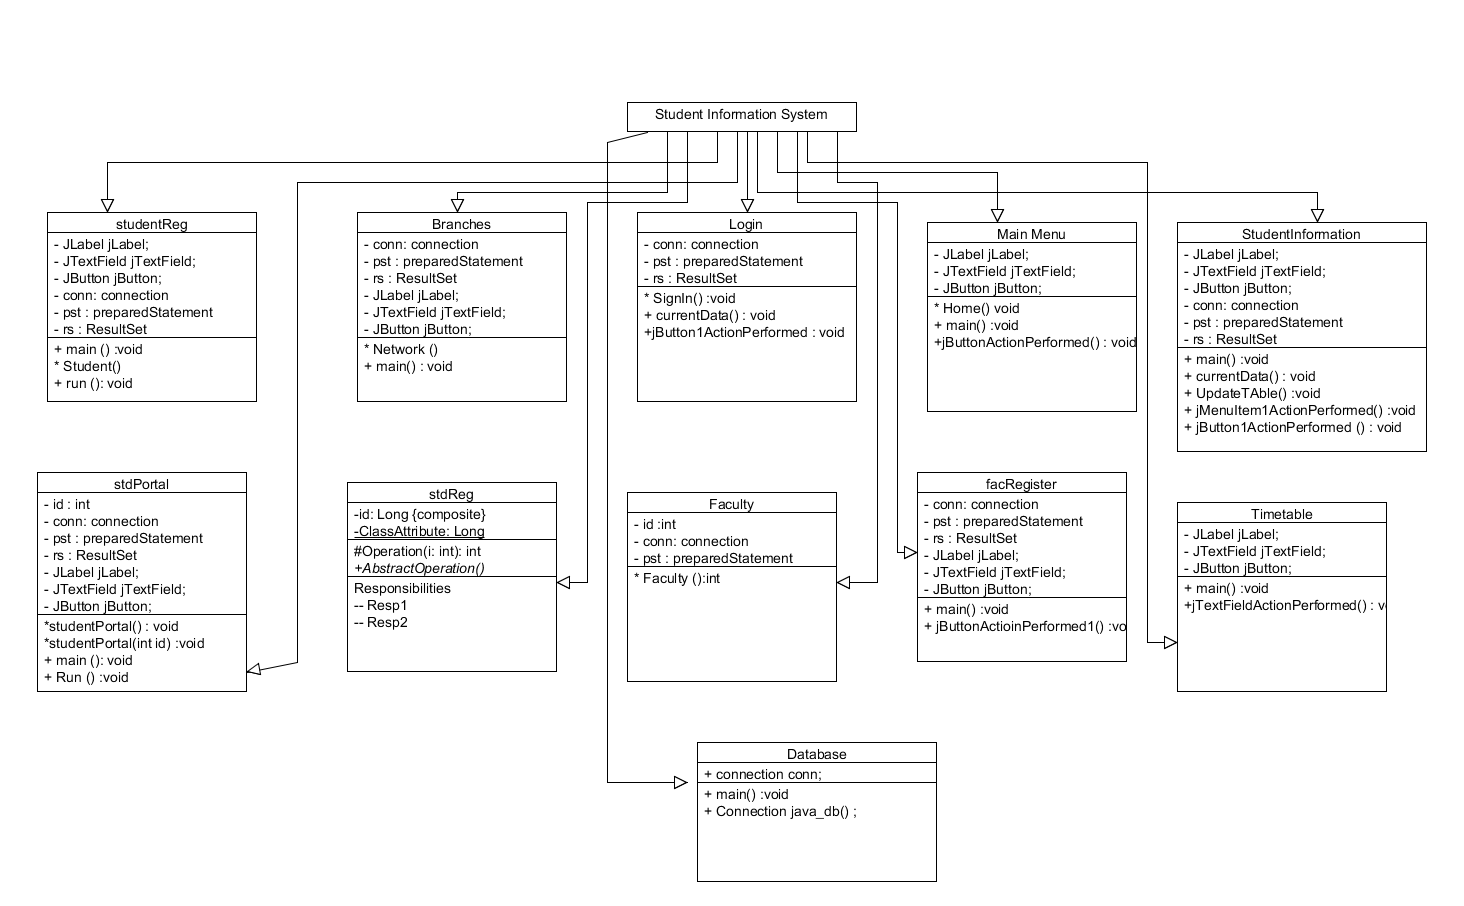 Student Information System
studentReg
- JLabel jLabel;
- JTextField jTextField;
- JButton jButton;
- conn: connection
- pst : preparedStatement
- rs : ResultSet
+ main () :void
* Student()
+ run (): void
Branches
- conn: connection
- pst : preparedStatement
- rs : ResultSet
- JLabel jLabel;
- JTextField jTextField;
- JButton jButton;
* Network ()
+ main() : void
Login
- conn: connection
- pst : preparedStatement
- rs : ResultSet
* SignIn() :void
+ currentData() : void
+jButton1ActionPerformed : void
Main Menu
- JLabel jLabel;
- JTextField jTextField;
- JButton jButton;
* Home() void
+ main() :void
+jButtonActionPerformed() : void
StudentInformation
- JLabel jLabel;
- JTextField jTextField;
- JButton jButton;
- conn: connection
- pst : preparedStatement
- rs : ResultSet
+ main() :void
+ currentData() : void
+ UpdateTAble() :void
+ jMenuItem1ActionPerformed() :void
+ jButton1ActionPerformed () : void
stdPortal
- id : int
- conn: connection
- pst : preparedStatement
- rs : ResultSet
- JLabel jLabel;
- JTextField jTextField;
- JButton jButton;
*studentPortal() : void
*studentPortal(int id) :void
+ main (): void
+ Run () :void
stdReg
-id: Long {composite}
-ClassAttribute: Long
#Operation(i: int): int
+AbstractOperation()
Responsibilities
-- Resp1
-- Resp2
Faculty
- id :int
- conn: connection
- pst : preparedStatement
* Faculty ():int
facRegister
- conn: connection
- pst : preparedStatement
- rs : ResultSet
- JLabel jLabel;
- JTextField jTextField;
- JButton jButton;
+ main() :void
+ jButtonActioinPerformed1() :vo
Timetable
- JLabel jLabel;
- JTextField jTextField;
- JButton jButton;
+ main() :void
+jTextFieldActionPerformed() : v
Database
+ connection conn;
+ main() :void
+ Connection java_db() ;